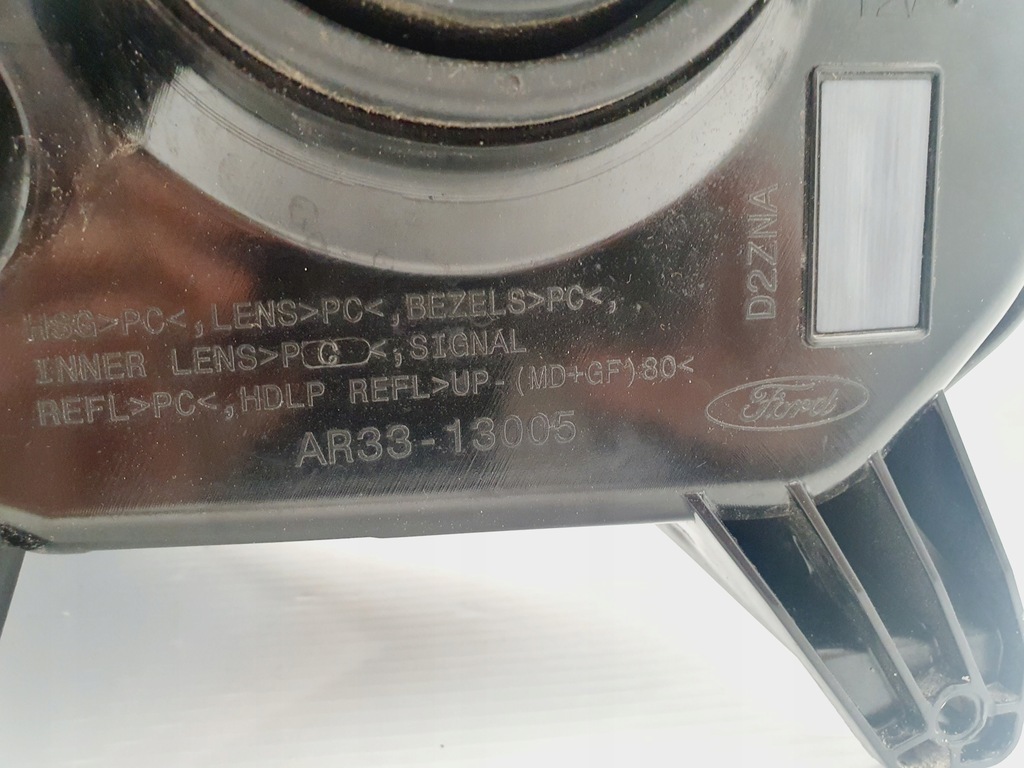 12V
D2ZNA
HSG>PC<,LENS>PC<,BEZELS>PC<,
INNER LENS>P G <,SIGNAL
REFL>PC<,HDLP REFL>UP-(MD+GF)80<
Ford
AR33-13005